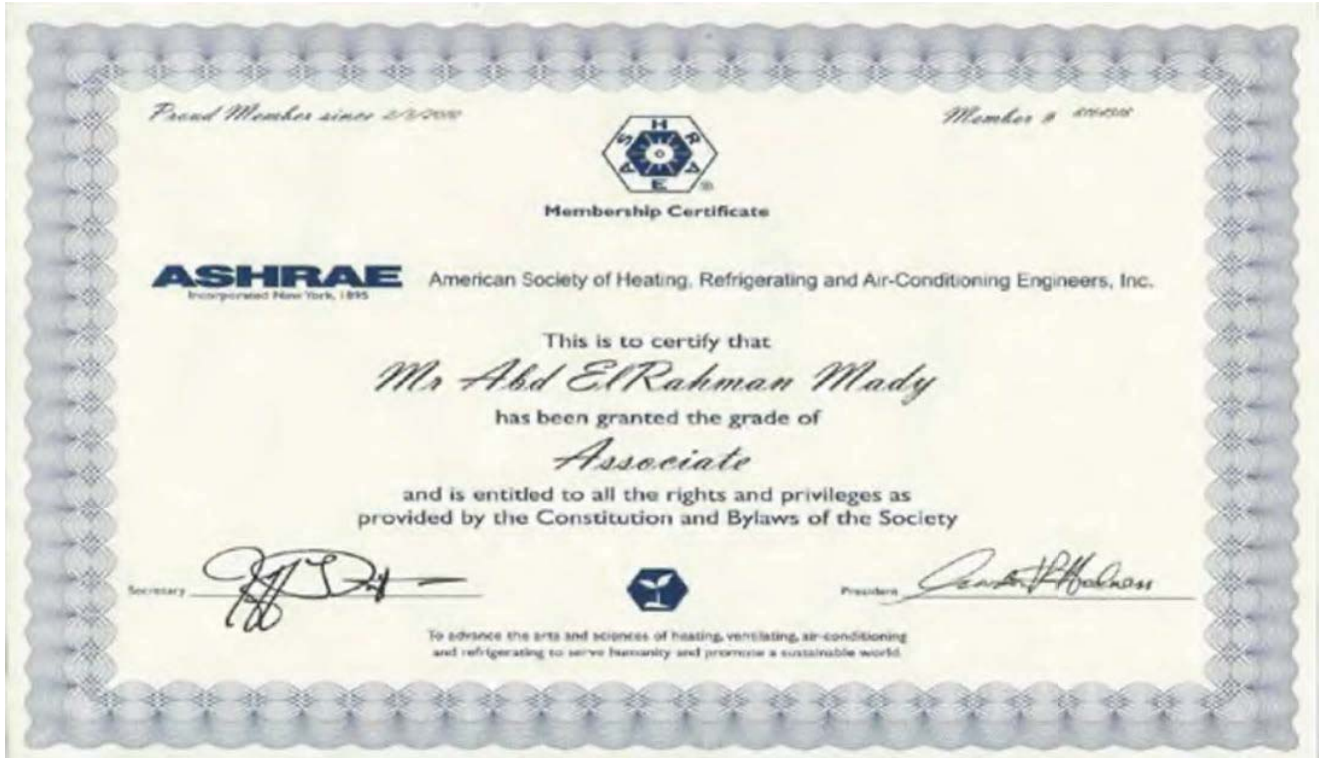 Proud Member since 2/3/2010
Member #
ASHRAE
Membership Certificate
ASHRAE American Society of Heating, Refrigerating and Air-Conditioning Engineers, Inc.
Incorporated New York, 1895
This is to certify that
Mr Abd ElRahman Mady
has been granted the grade of
Associate
and is entitled to all the rights and privileges as
provided by the Constitution and Bylaws of the Society
Secretary
President
To advance the arts and sciences of heating, ventilating, air-conditioning
and refrigerating to serve humanity and promote a sustainable world.